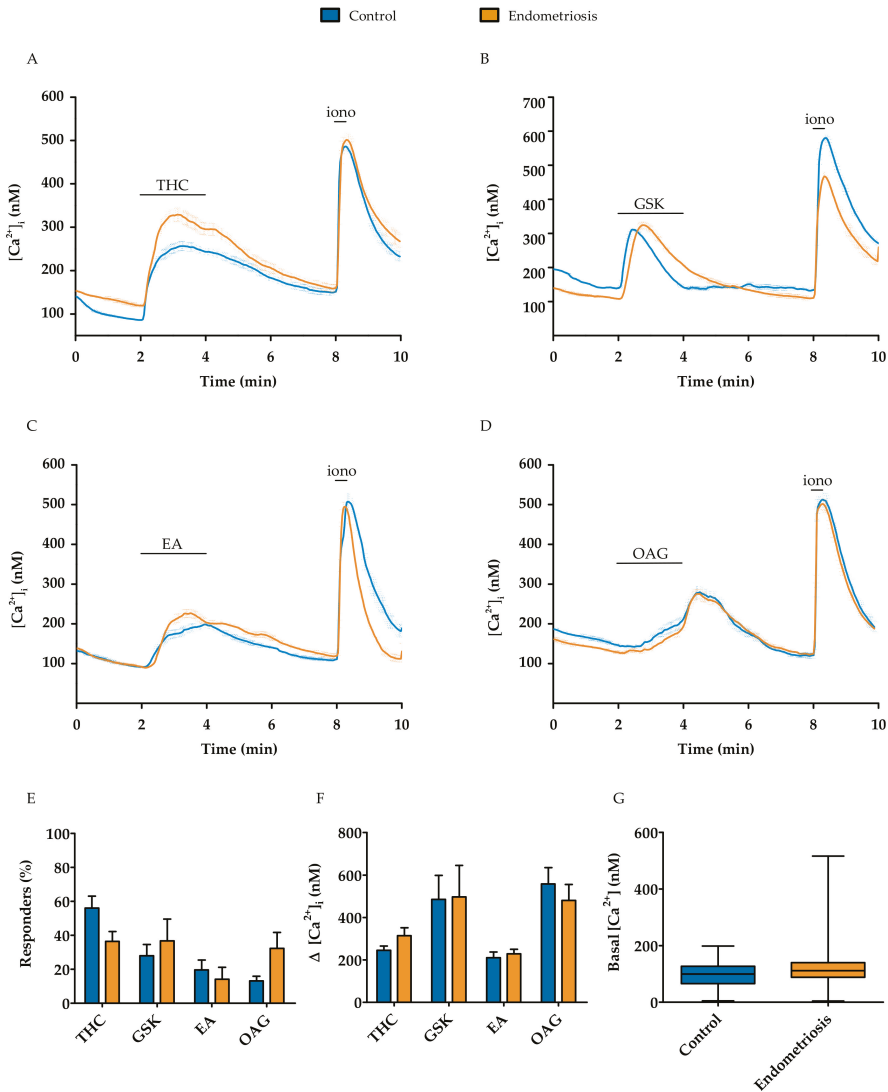 Control Endometriosis
A B
600 500 400 300 200 100
[Ca²⁺]ᵢ (nM)
THC
iono
0 2 4 6 8 10
Time (min)
700 600 500 400 300 200 100
[Ca²⁺]ᵢ (nM)
GSK
iono
0 2 4 6 8 10
Time (min)
C D
600 500 400 300 200 100
[Ca²⁺]ᵢ (nM)
EA
iono
0 2 4 6 8 10
Time (min)
600 500 400 300 200 100
[Ca²⁺]ᵢ (nM)
OAG
iono
0 2 4 6 8 10
Time (min)
E F G
100 80 60 40 20 0
Responders (%)
THC GSK EA OAG
800 600 400 200 0
Δ [Ca²⁺]ᵢ (nM)
THC GSK EA OAG
600 400 200 0
Basal [Ca²⁺] (nM)
Control Endometriosis